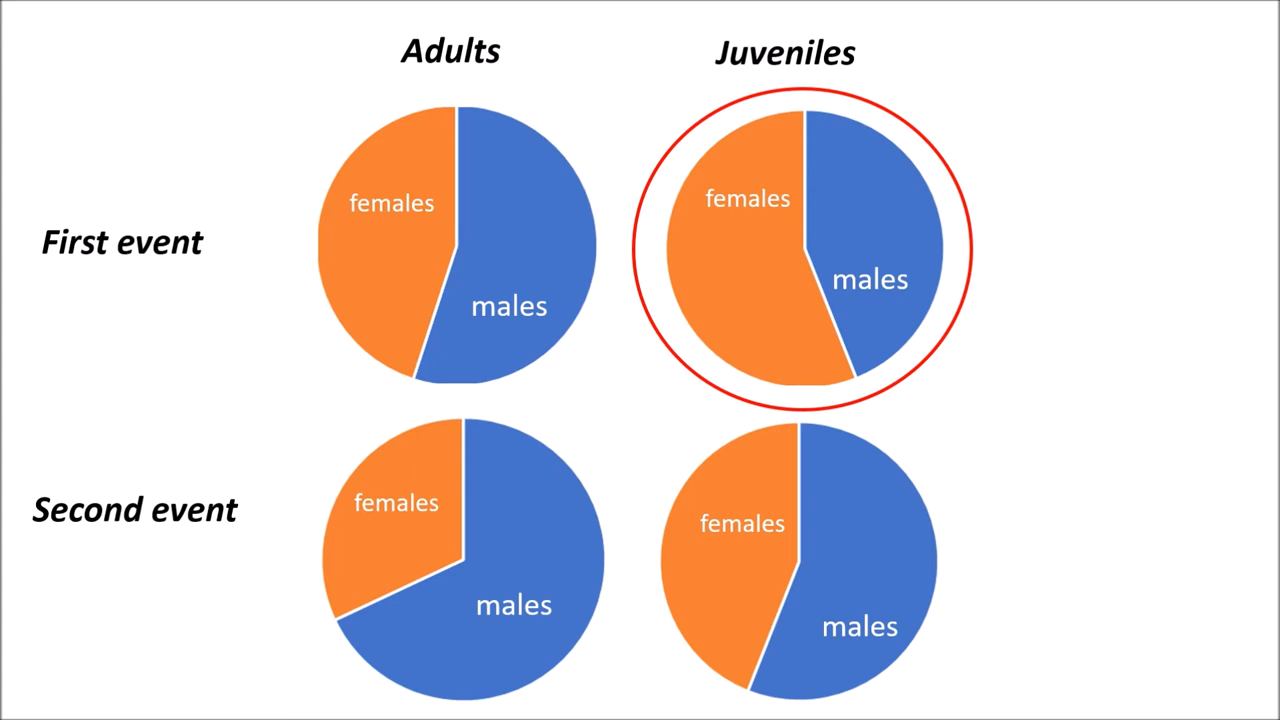 Adults
Juveniles
First event
females
males
females
males
Second event
females
males
females
males